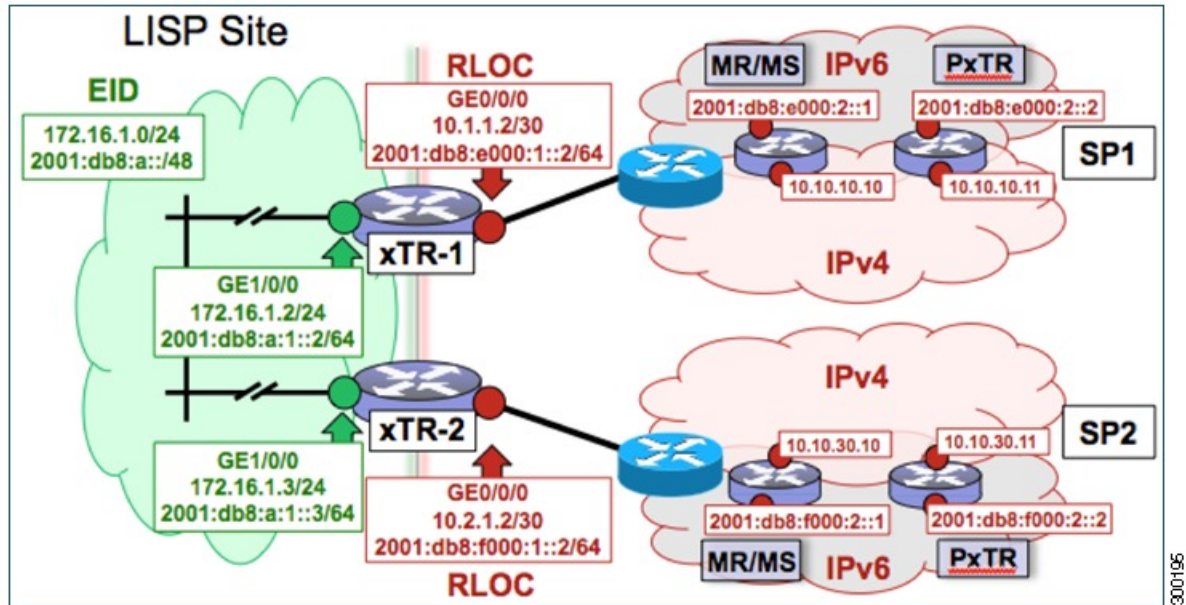 LISP Site
EID
172.16.1.0/24
2001:db8:a::/48
RLOC
GE0/0/0
10.1.1.2/30
2001:db8:e000:1::2/64
MR/MS
IPv6
PxTR
2001:db8:e000:2::1
2001:db8:e000:2::2
SP1
10.10.10.10
10.10.10.11
IPv4
xTR-1
GE1/0/0
172.16.1.2/24
2001:db8:a:1::2/64
xTR-2
GE1/0/0
172.16.1.3/24
2001:db8:a:1::3/64
GE0/0/0
10.2.1.2/30
2001:db8:f000:1::2/64
RLOC
IPv4
10.10.30.10
10.10.30.11
SP2
2001:db8:f000:2::1
2001:db8:f000:2::2
MR/MS
IPv6
PxTR
300195